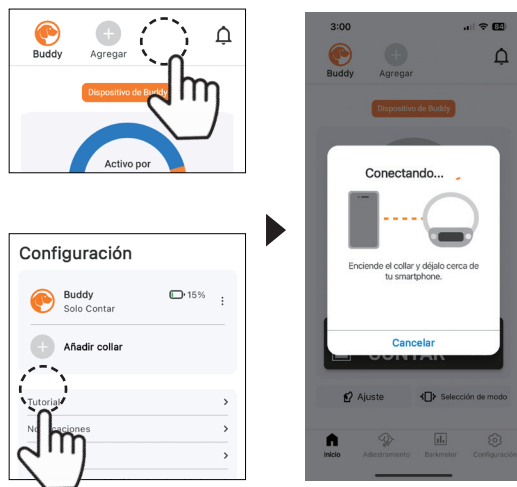 Buddy
Agregar
Dispositivo de Buddy
Activo por
Configuración
Buddy
15%
Solo Contar
Añadir collar
Tutorial
3:00
64
Buddy
Agregar
Dispositivo de Buddy
Conectando...
Enciende el collar y déjalo cerca de
tu smartphone.
Cancelar
CONTAR
Ajuste
Selección de modo
Inicio
Adiestramiento
Barkmeter
Configuración